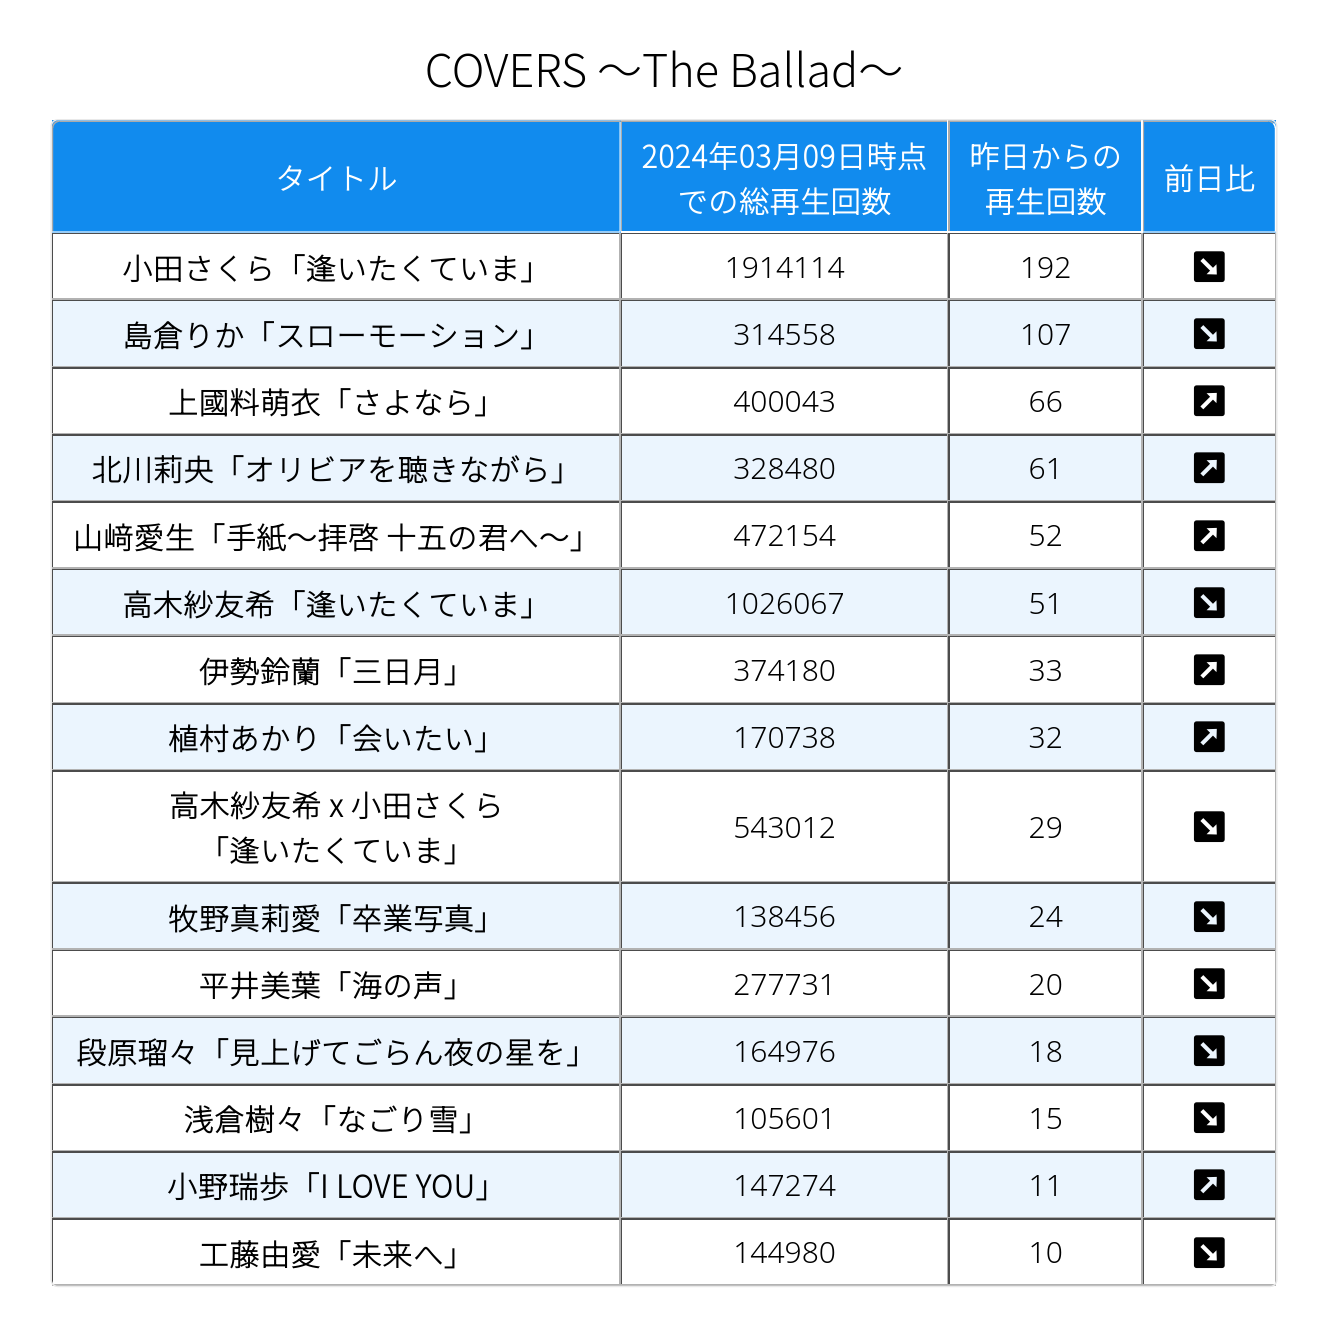 COVERS ～The Ballad～
タイトル
2024年03月09日時点
での総再生回数
昨日からの
再生回数
前日比
小田さくら「逢いたくていま」 1914114 192 ↘
島倉りか「スローモーション」 314558 107 ↘
上國料萌衣「さよなら」 400043 66 ↗
北川莉央「オリビアを聴きながら」 328480 61 ↗
山﨑愛生「手紙～拝啓 十五の君へ～」 472154 52 ↗
高木紗友希「逢いたくていま」 1026067 51 ↘
伊勢鈴蘭「三日月」 374180 33 ↗
植村あかり「会いたい」 170738 32 ↗
高木紗友希 x 小田さくら
「逢いたくていま」 543012 29 ↘
牧野真莉愛「卒業写真」 138456 24 ↘
平井美葉「海の声」 277731 20 ↘
段原瑠々「見上げてごらん夜の星を」 164976 18 ↘
浅倉樹々「なごり雪」 105601 15 ↘
小野瑞歩「I LOVE YOU」 147274 11 ↗
工藤由愛「未来へ」 144980 10 ↘